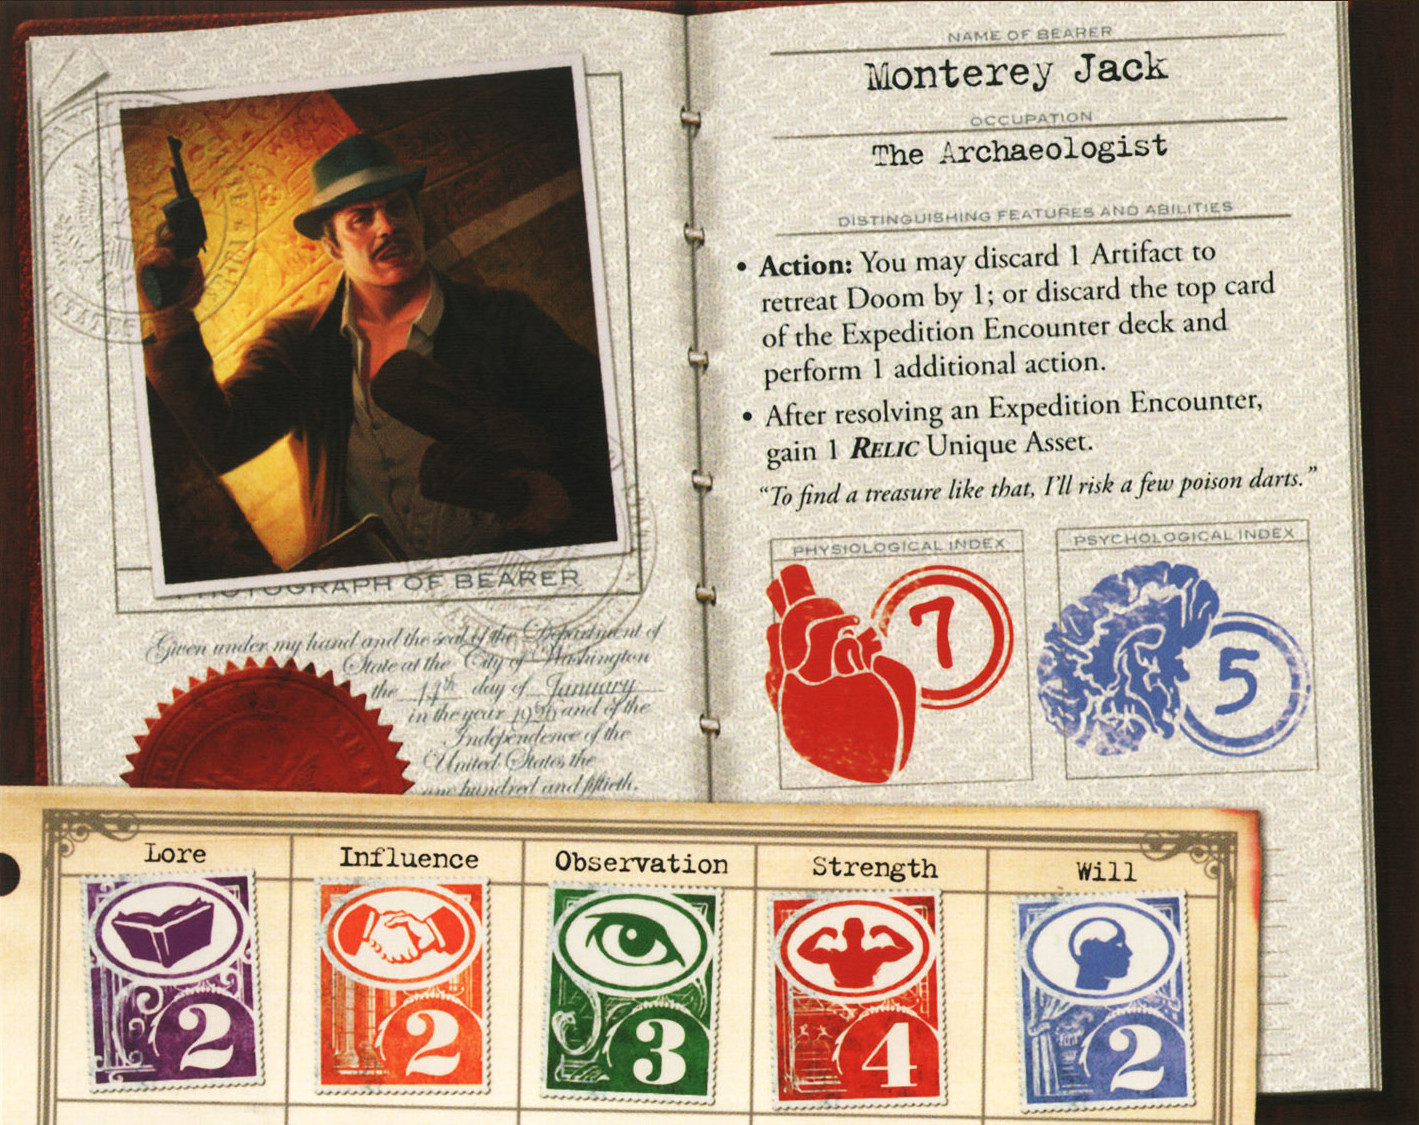 NAME OF BEARER
Monterey Jack
OCCUPATION
The Archaeologist
DISTINGUISHING FEATURES AND ABILITIES
• Action: You may discard 1 Artifact to
retreat Doom by 1; or discard the top card
of the Expedition Encounter deck and
perform 1 additional action.
• After resolving an Expedition Encounter,
gain 1 RELIC Unique Asset.
“To find a treasure like that, I'll risk a few poison darts.”
PHYSIOLOGICAL INDEX
7
PSYCHOLOGICAL INDEX
5
PHOTOGRAPH OF BEARER
Given under my hand and the seal of the Department of
State at the City of Washington
the 14th day of January
in the year 1926 and of the
Independence of the
United States the
one hundred and fiftieth.
Lore
2
Influence
2
Observation
3
Strength
4
Will
2